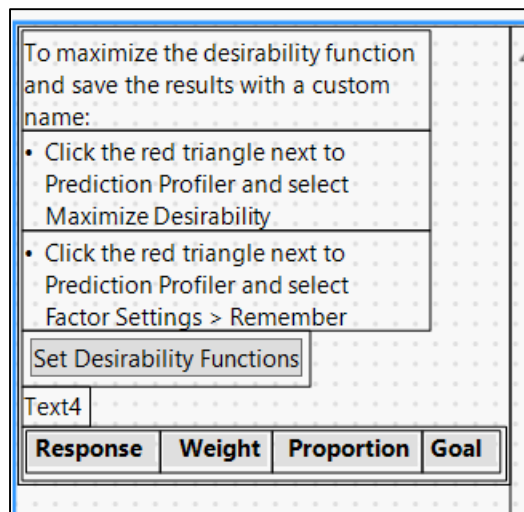 To maximize the desirability function
and save the results with a custom
name:
• Click the red triangle next to
Prediction Profiler and select
Maximize Desirability
• Click the red triangle next to
Prediction Profiler and select
Factor Settings > Remember
Set Desirability Functions
Text4
Response Weight Proportion Goal